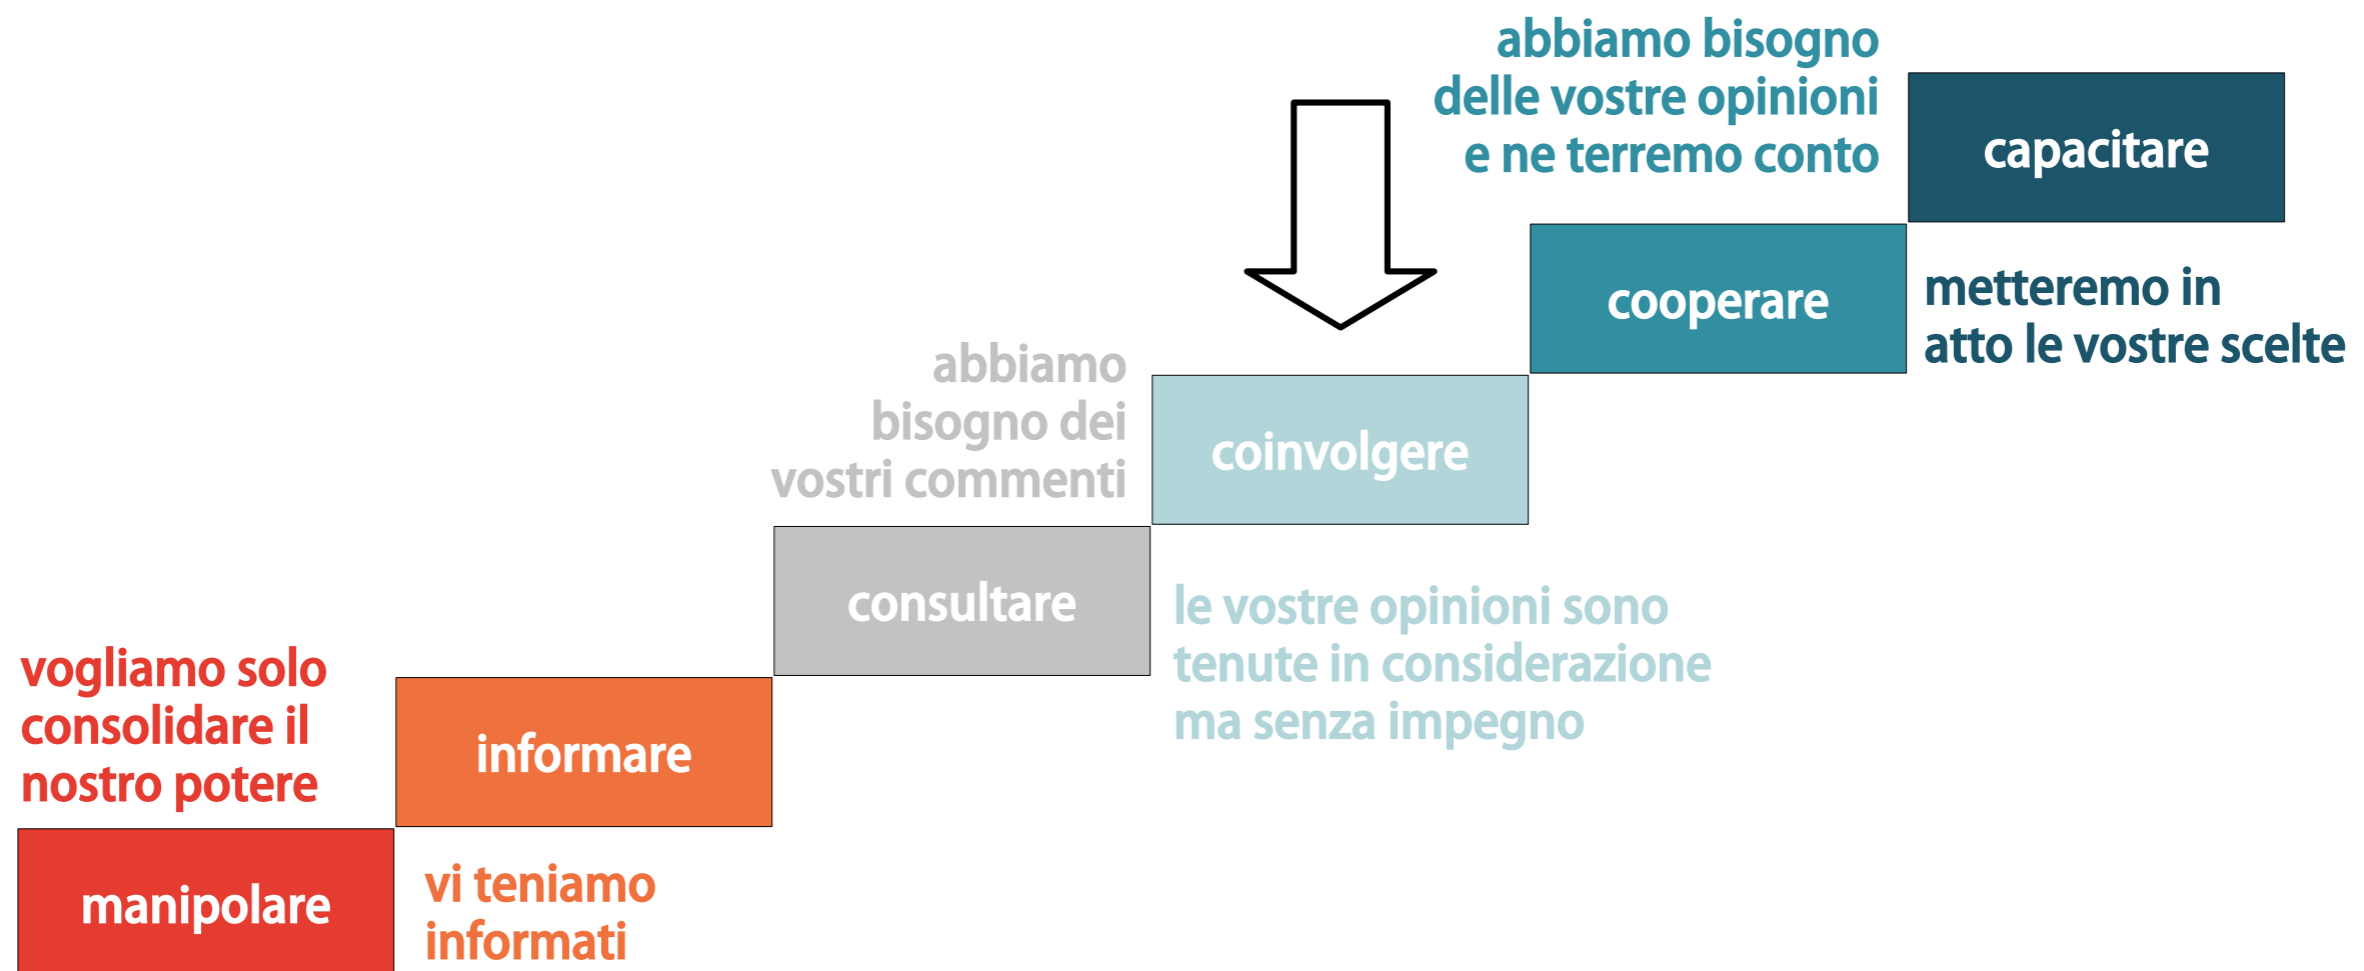 vogliamo solo
consolidare il
nostro potere
manipolare
informare
vi teniamo
informati
abbiamo
bisogno dei
vostri commenti
consultare
coinvolgere
le vostre opinioni sono
tenute in considerazione
ma senza impegno
abbiamo bisogno
delle vostre opinioni
e ne terremo conto
cooperare
capacitare
metteremo in
atto le vostre scelte